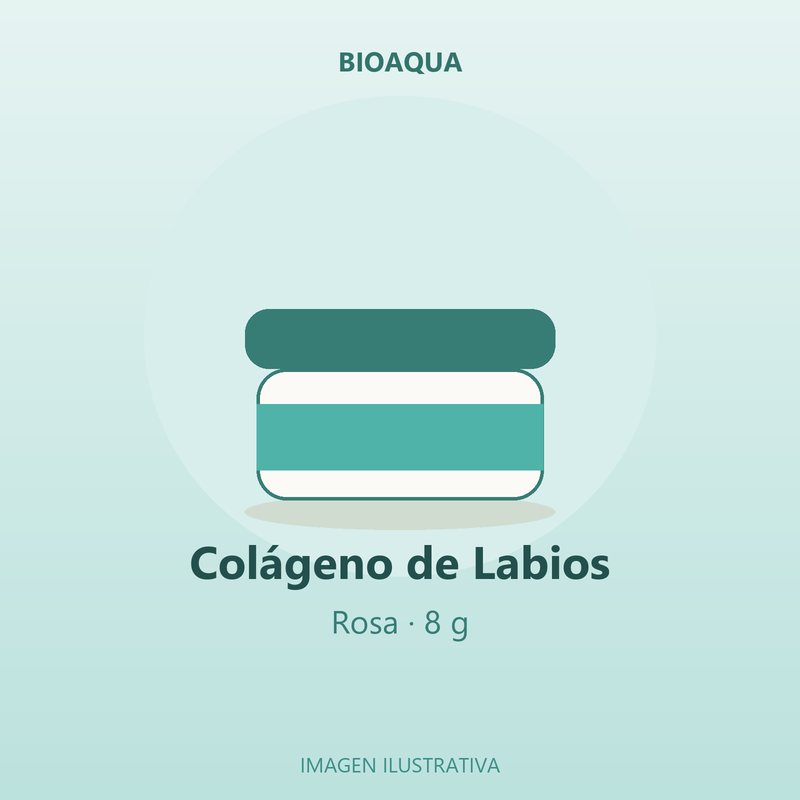 BIOAQUA
Colágeno de Labios
Rosa · 8 g
IMAGEN ILUSTRATIVA